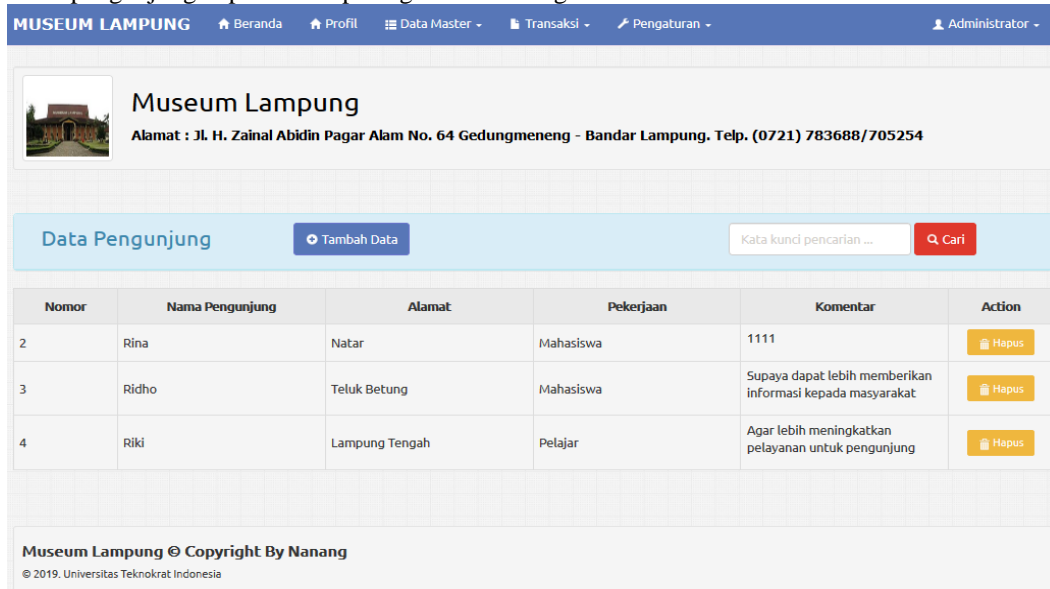 MUSEUM LAMPUNG Beranda Profil Data Master Transaksi Pengaturan Administrator
Museum Lampung
Alamat : Jl. H. Zainal Abidin Pagar Alam No. 64 Gedungmeneng - Bandar Lampung. Telp. (0721) 783688/705254
Data Pengunjung Tambah Data Kata kunci pencarian ... Cari
Nomor Nama Pengunjung Alamat Pekerjaan Komentar Action
2 Rina Natar Mahasiswa 1111 Hapus
3 Ridho Teluk Betung Mahasiswa Supaya dapat lebih memberikan
informasi kepada masyarakat Hapus
4 Riki Lampung Tengah Pelajar Agar lebih meningkatkan
pelayanan untuk pengunjung Hapus
Museum Lampung © Copyright By Nanang
© 2019. Universitas Teknokrat Indonesia